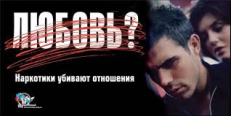 ЛЮБОВЬ?
Наркотики убивают отношения